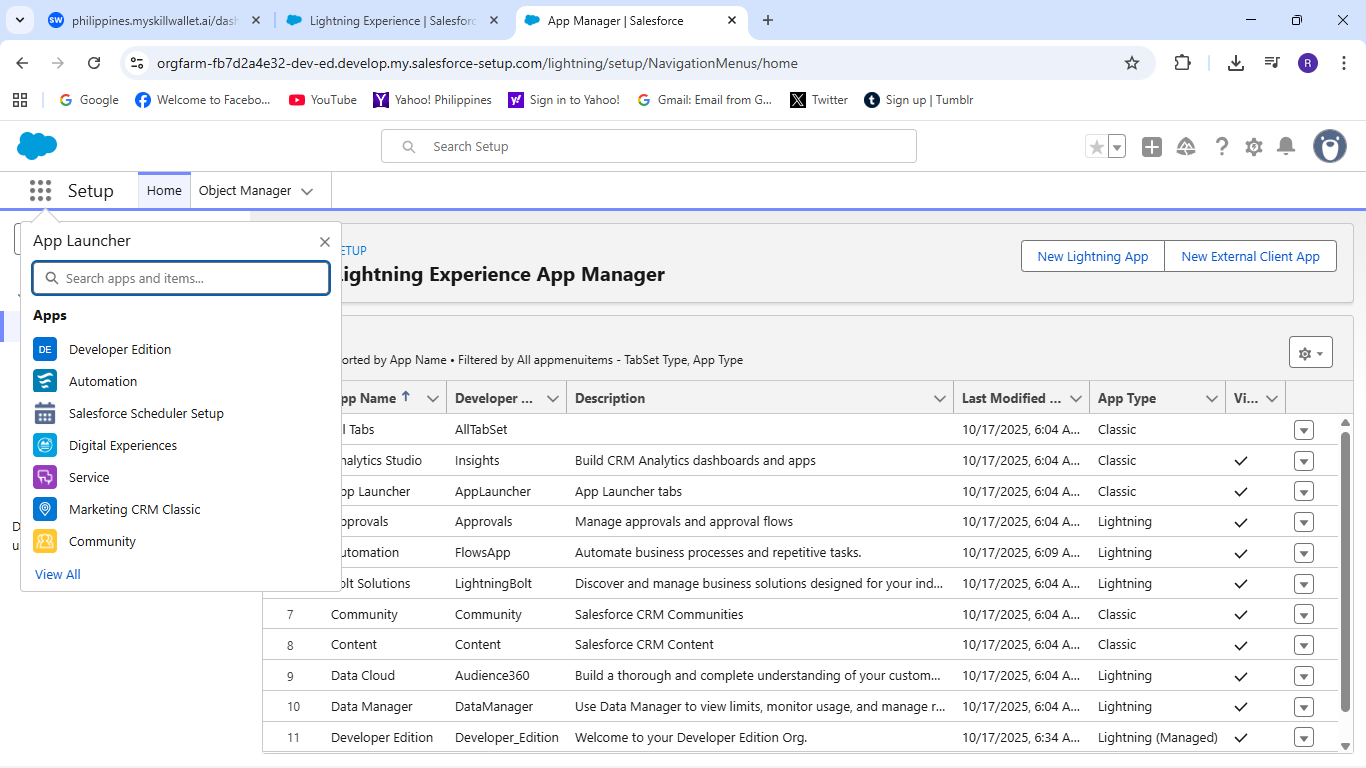 SW philippines.myskillwallet.ai/dash
Lightning Experience | Salesforc
App Manager | Salesforce
orgfarm-fb7d2a4e32-dev-ed.develop.my.salesforce-setup.com/lightning/setup/NavigationMenus/home
R
Google
Welcome to Facebo...
YouTube
Yahoo! Philippines
Sign in to Yahoo!
Gmail: Email from G...
Twitter
Sign up | Tumblr
Search Setup
Setup
Home
Object Manager
App Launcher
Search apps and items...
Apps
DE Developer Edition
Automation
Salesforce Scheduler Setup
Digital Experiences
Service
Marketing CRM Classic
Community
View All
ETUP
Lightning Experience App Manager
New Lightning App
New External Client App
orted by App Name • Filtered by All appmenuitems - TabSet Type, App Type
pp Name ↑ Developer ... Description Last Modified ... App Type Vi...
l Tabs AllTabSet 10/17/2025, 6:04 A... Classic
nalytics Studio Insights Build CRM Analytics dashboards and apps 10/17/2025, 6:04 A... Classic
pp Launcher AppLauncher App Launcher tabs 10/17/2025, 6:04 A... Classic
pprovals Approvals Manage approvals and approval flows 10/17/2025, 6:04 A... Lightning
utomation FlowsApp Automate business processes and repetitive tasks. 10/17/2025, 6:09 A... Lightning
olt Solutions LightningBolt Discover and manage business solutions designed for your ind... 10/17/2025, 6:04 A... Lightning
7 Community Community Salesforce CRM Communities 10/17/2025, 6:04 A... Classic
8 Content Content Salesforce CRM Content 10/17/2025, 6:04 A... Classic
9 Data Cloud Audience360 Build a thorough and complete understanding of your custom... 10/17/2025, 6:04 A... Lightning
10 Data Manager DataManager Use Data Manager to view limits, monitor usage, and manage r... 10/17/2025, 6:04 A... Lightning
11 Developer Edition Developer_Edition Welcome to your Developer Edition Org. 10/17/2025, 6:34 A... Lightning (Managed)